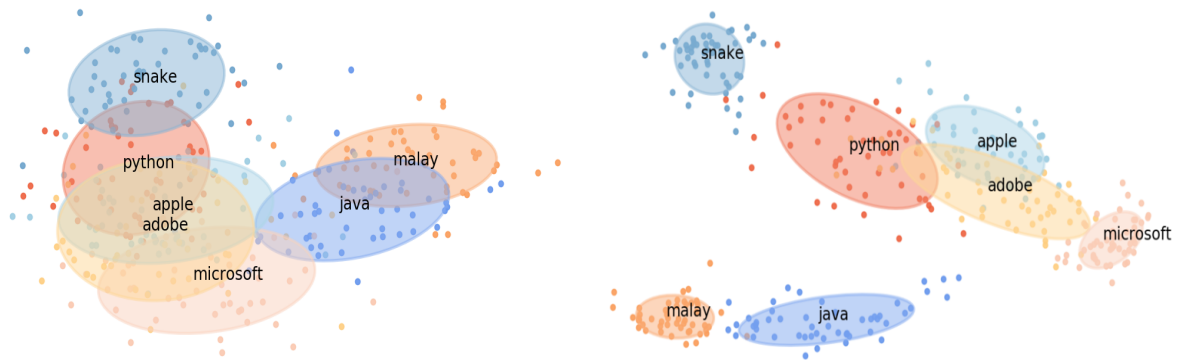 snake
python
apple
adobe
microsoft
malay
java
snake
python
apple
adobe
microsoft
malay
java